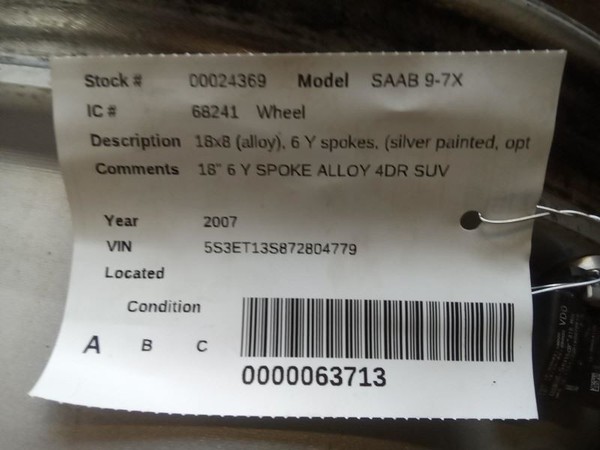 Stock # 00024369 Model SAAB 9-7X
IC # 68241 Wheel
Description 18x8 (alloy), 6 Y spokes, (silver painted, opt
Comments 18" 6 Y SPOKE ALLOY 4DR SUV
Year 2007
VIN 5S3ET13S872804779
Located
Condition
A B C
0000063713
VDO